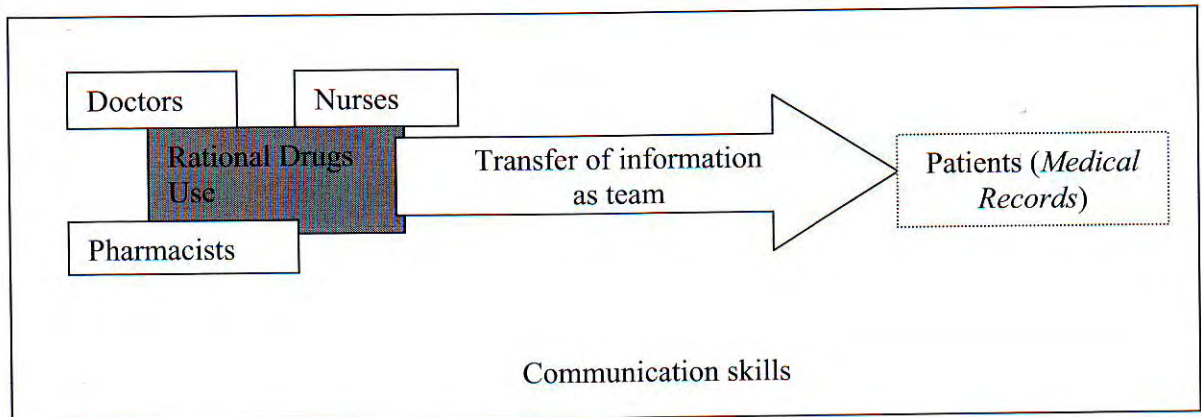 Doctors
Nurses
Rational Drugs
Use
Pharmacists
Transfer of information
as team
Patients (Medical
Records)
Communication skills